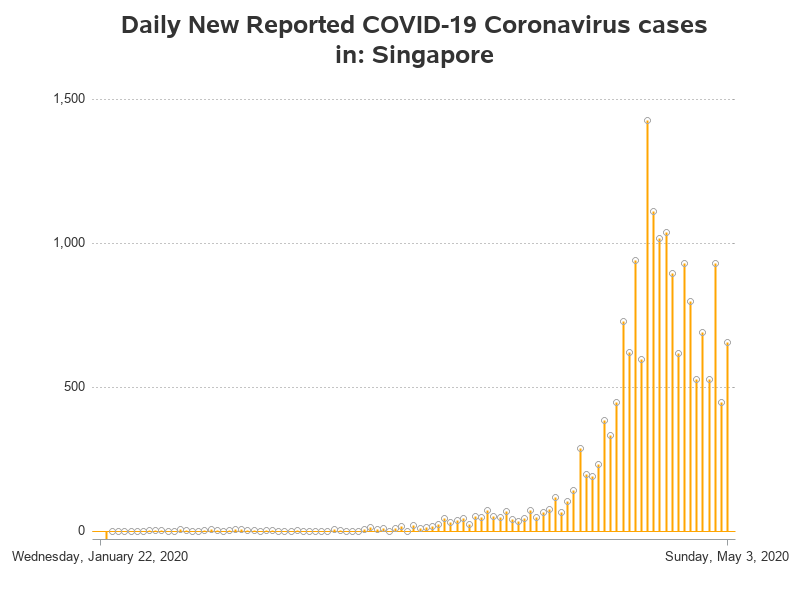 Daily New Reported COVID-19 Coronavirus cases
in: Singapore
1,500
1,000
500
0
Wednesday, January 22, 2020
Sunday, May 3, 2020